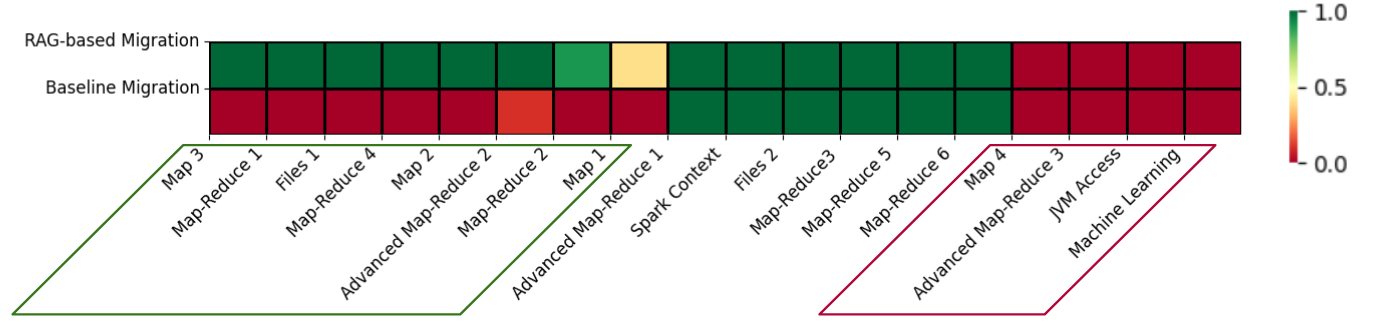 RAG-based Migration
Baseline Migration
Map 3
Map-Reduce 1
Files 1
Map-Reduce 4
Map 2
Advanced Map-Reduce 2
Map-Reduce 2
Map 1
Advanced Map-Reduce 1
Spark Context
Files 2
Map-Reduce3
Map-Reduce 5
Map-Reduce 6
Map 4
Advanced Map-Reduce 3
JVM Access
Machine Learning
1.0
0.5
0.0